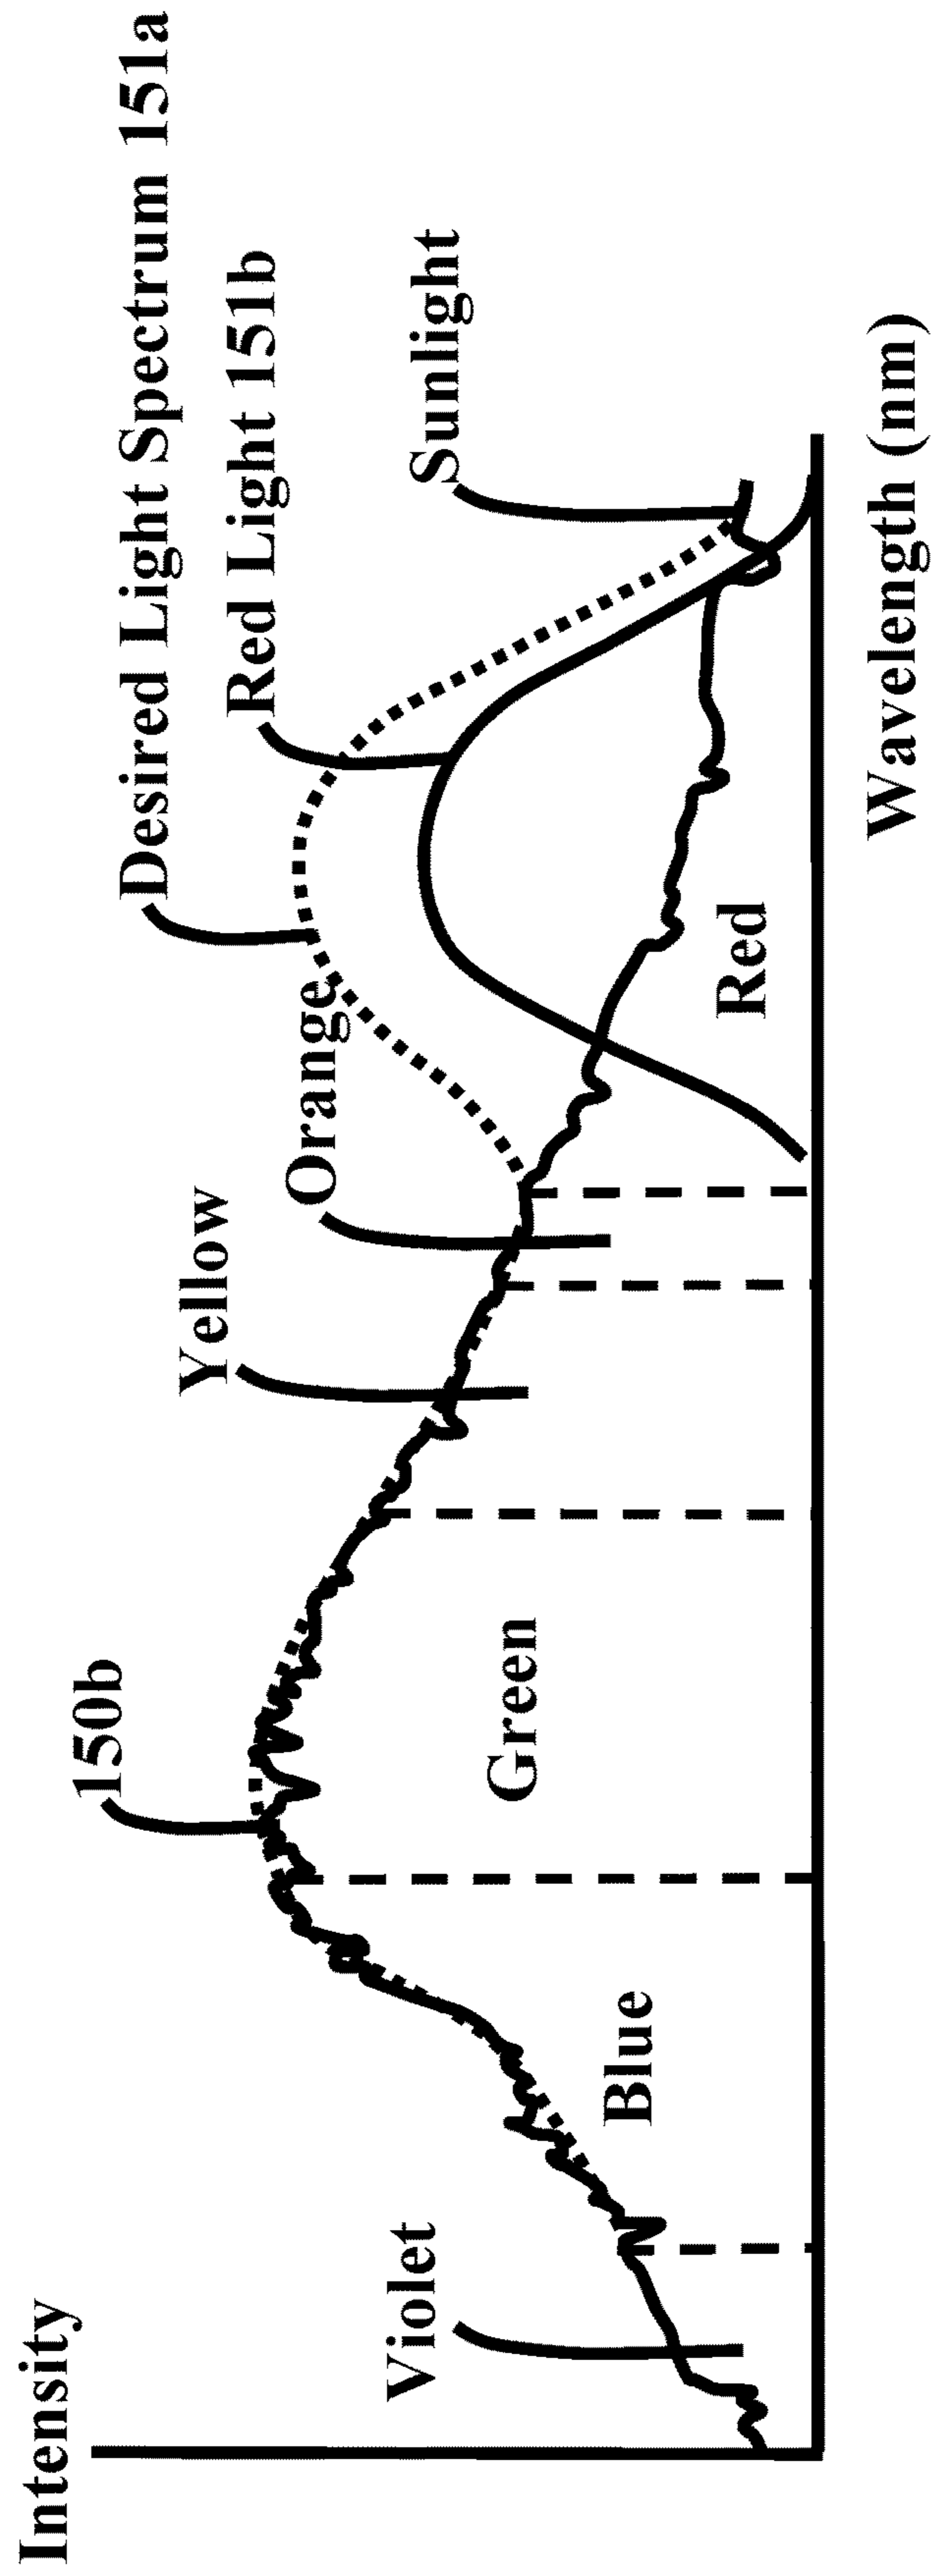 Intensity
150b
Desired Light Spectrum 151a
Yellow
Red Light 151b
Orange
Violet
Sunlight
Green
Blue
Red
Wavelength (nm)